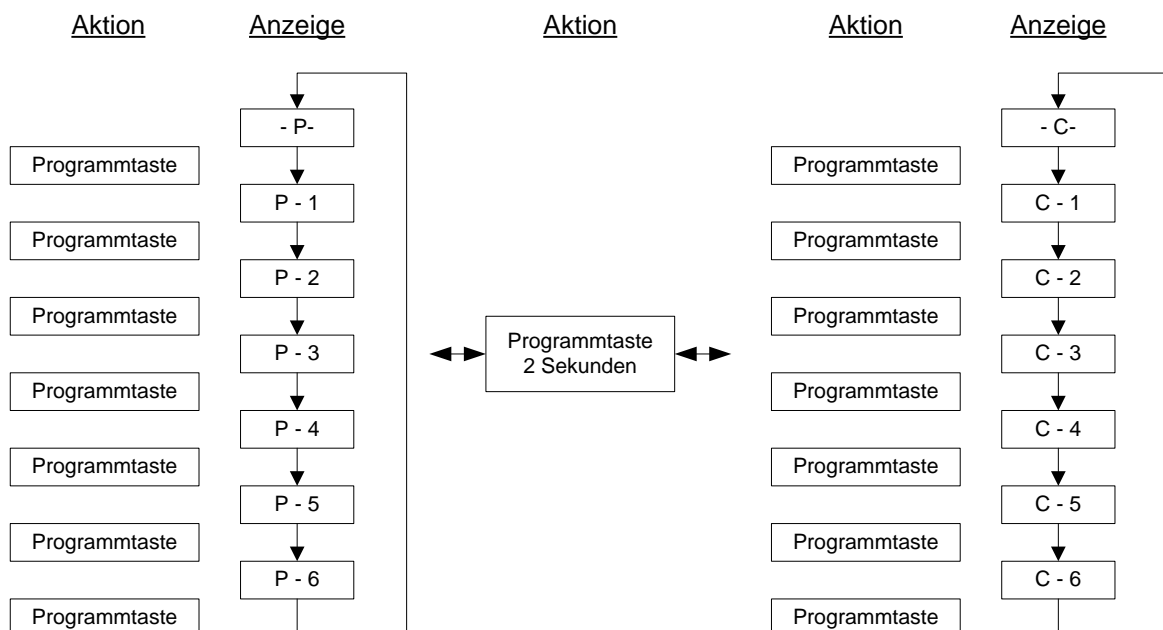 Aktion Anzeige Aktion Aktion Anzeige
- P- - C-
Programmtaste Programmtaste
P - 1 C - 1
Programmtaste Programmtaste
P - 2 C - 2
Programmtaste Programmtaste
Programmtaste
2 Sekunden
P - 3 C - 3
Programmtaste Programmtaste
P - 4 C - 4
Programmtaste Programmtaste
P - 5 C - 5
Programmtaste Programmtaste
P - 6 C - 6
Programmtaste Programmtaste